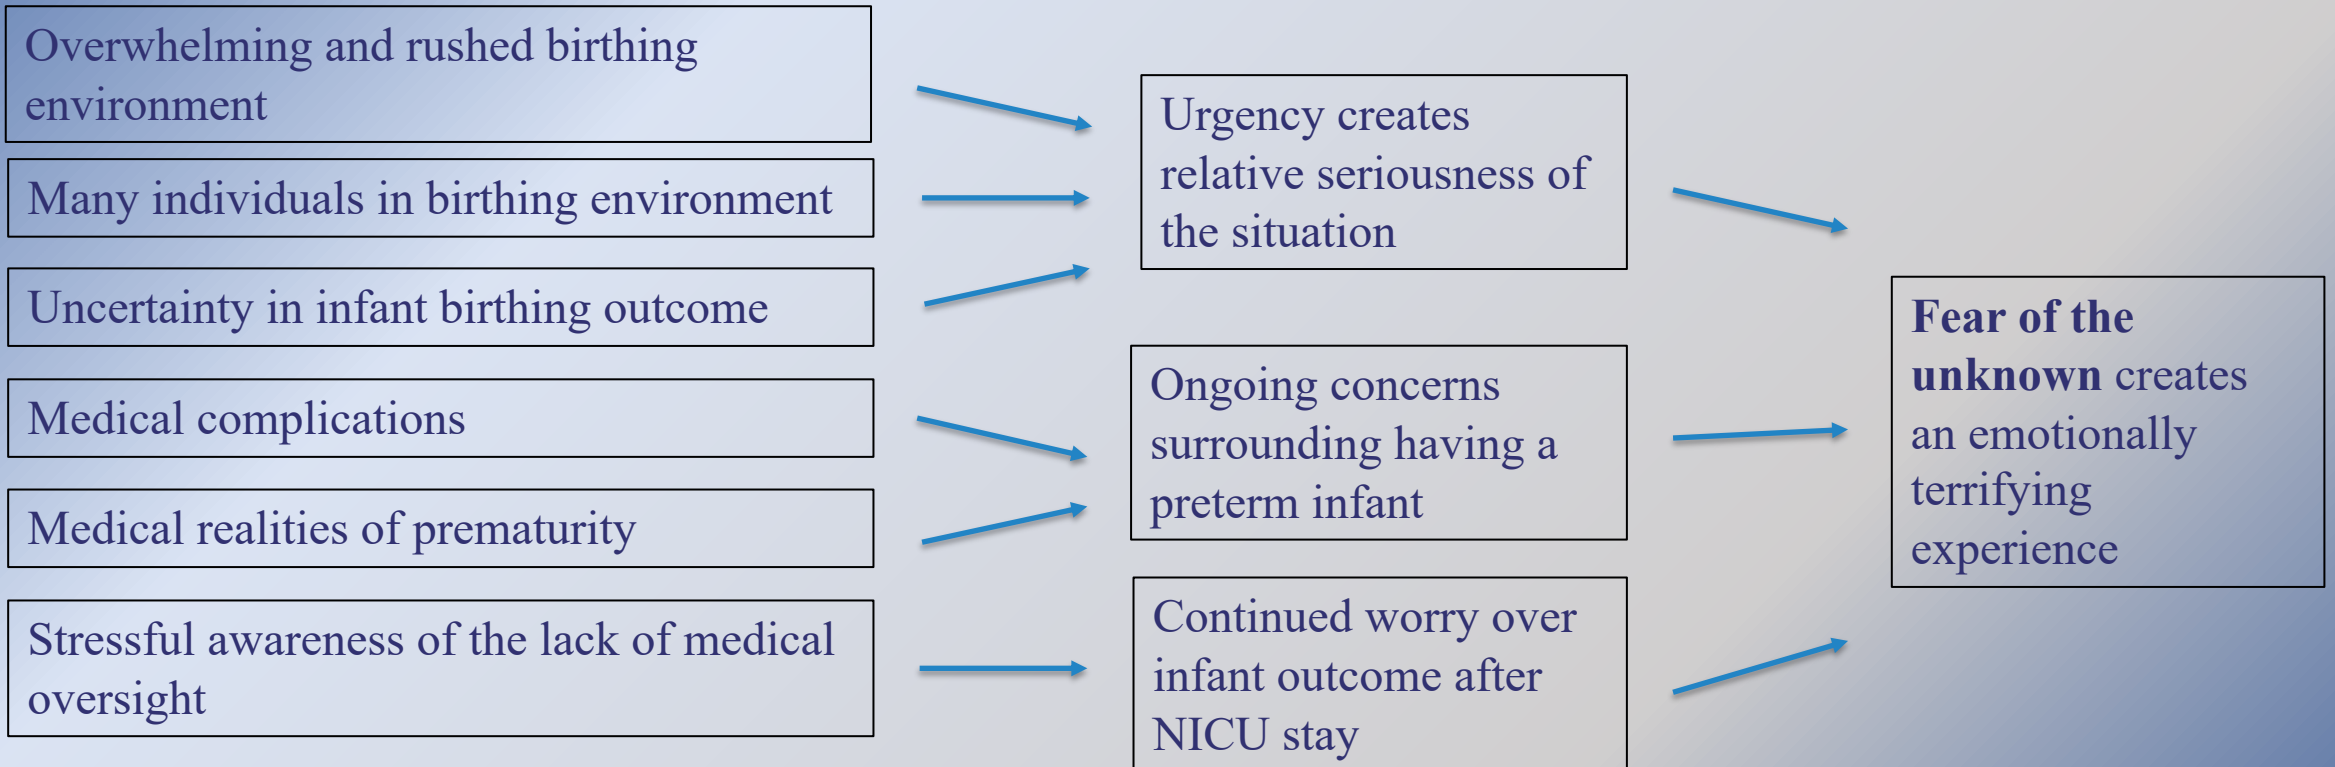 Overwhelming and rushed birthing
environment
Many individuals in birthing environment
Uncertainty in infant birthing outcome
Medical complications
Medical realities of prematurity
Stressful awareness of the lack of medical
oversight
Urgency creates
relative seriousness of
the situation
Ongoing concerns
surrounding having a
preterm infant
Continued worry over
infant outcome after
NICU stay
Fear of the
unknown creates
an emotionally
terrifying
experience